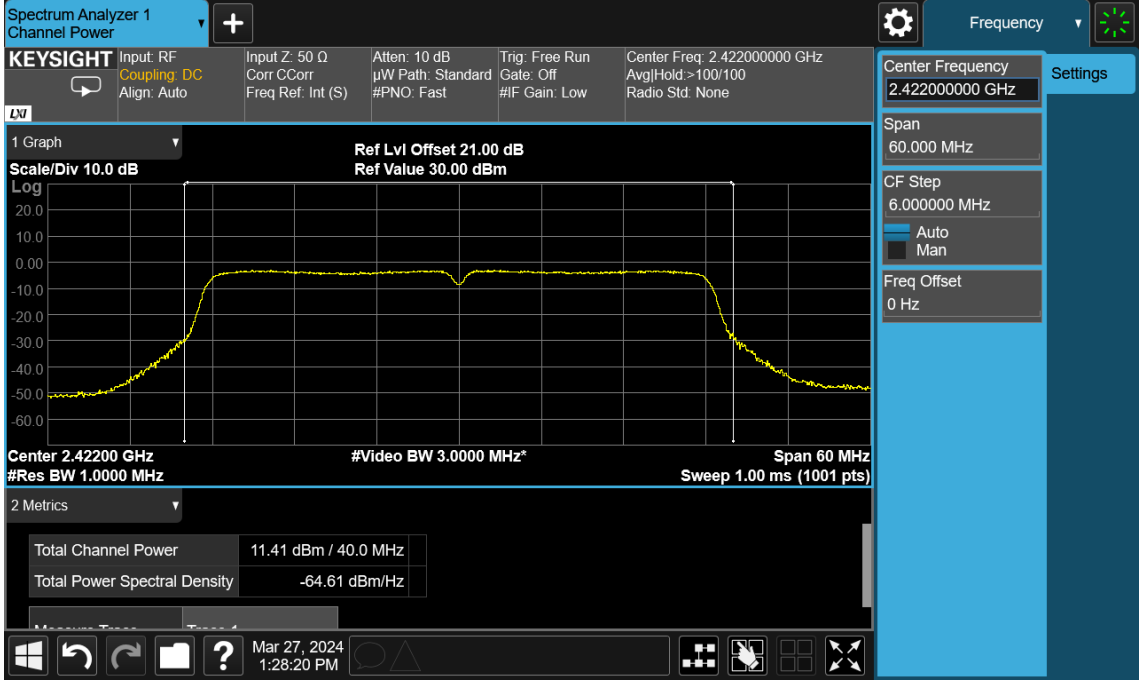 Spectrum Analyzer 1
Channel Power
Frequency
KEYSIGHT
LXI
Input: RF
Coupling: DC
Align: Auto
Input Z: 50 Ω
Corr CCorr
Freq Ref: Int (S)
Atten: 10 dB
µW Path: Standard
#PNO: Fast
Trig: Free Run
Gate: Off
#IF Gain: Low
Center Freq: 2.422000000 GHz
Avg|Hold:>100/100
Radio Std: None
Center Frequency
2.422000000 GHz
Settings
Span
60.000 MHz
CF Step
6.000000 MHz
Auto
Man
Freq Offset
0 Hz
1 Graph
Scale/Div 10.0 dB
Ref Lvl Offset 21.00 dB
Ref Value 30.00 dBm
Log
20.0
10.0
0.00
-10.0
-20.0
-30.0
-40.0
-50.0
-60.0
Center 2.42200 GHz
#Video BW 3.0000 MHz*
Span 60 MHz
#Res BW 1.0000 MHz
Sweep 1.00 ms (1001 pts)
2 Metrics
Total Channel Power 11.41 dBm / 40.0 MHz
Total Power Spectral Density -64.61 dBm/Hz
Measure Trace Trace 1
?
Mar 27, 2024
1:28:20 PM